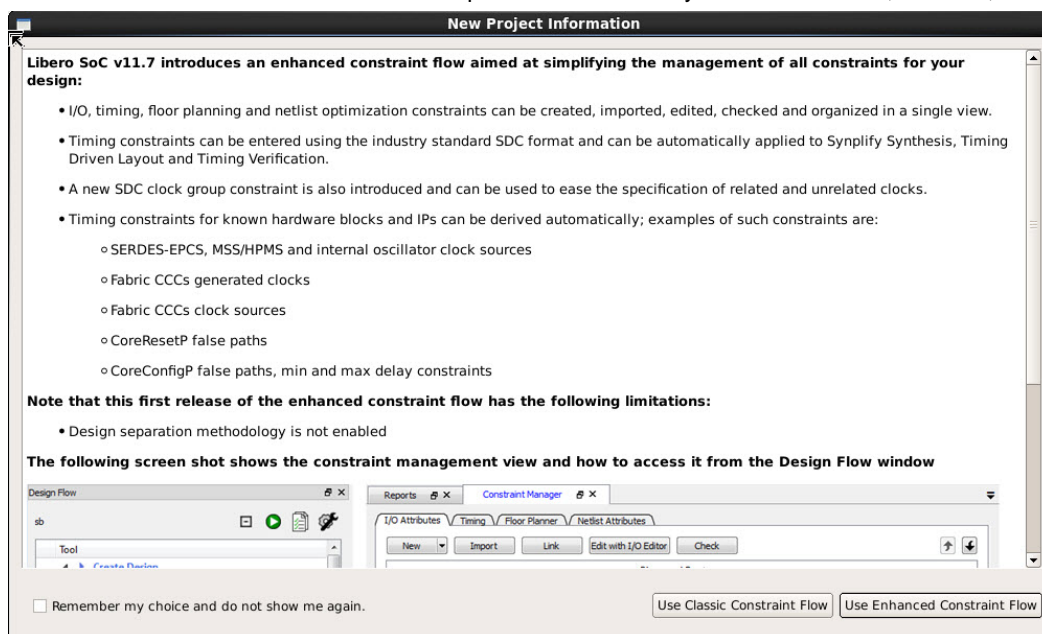 New Project Information
Libero SoC v11.7 introduces an enhanced constraint flow aimed at simplifying the management of all constraints for your
design:
• I/O, timing, floor planning and netlist optimization constraints can be created, imported, edited, checked and organized in a single view.
• Timing constraints can be entered using the industry standard SDC format and can be automatically applied to Synplify Synthesis, Timing
Driven Layout and Timing Verification.
• A new SDC clock group constraint is also introduced and can be used to ease the specification of related and unrelated clocks.
• Timing constraints for known hardware blocks and IPs can be derived automatically; examples of such constraints are:
◦ SERDES-EPCS, MSS/HPMS and internal oscillator clock sources
◦ Fabric CCCs generated clocks
◦ Fabric CCCs clock sources
◦ CoreResetP false paths
◦ CoreConfigP false paths, min and max delay constraints
Note that this first release of the enhanced constraint flow has the following limitations:
• Design separation methodology is not enabled
The following screen shot shows the constraint management view and how to access it from the Design Flow window
Design Flow
Reports Constraint Manager
sb
I/O Attributes Timing Floor Planner Netlist Attributes
Tool
New Import Link Edit with I/O Editor Check
Create Design
Remember my choice and do not show me again.
Use Classic Constraint Flow Use Enhanced Constraint Flow